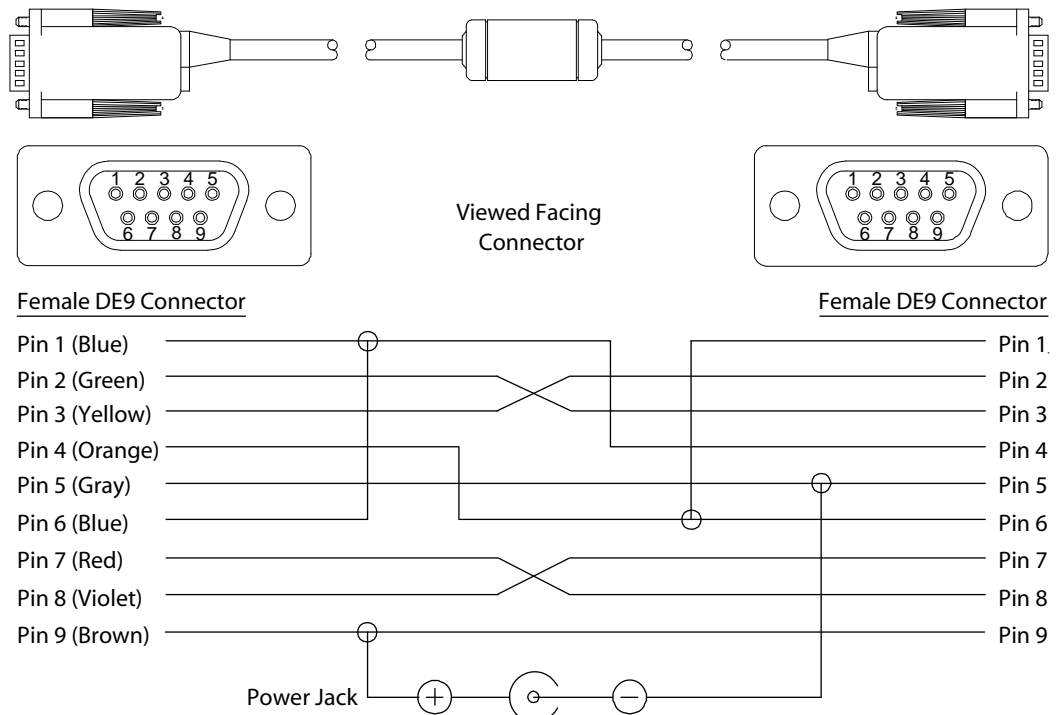 1 2 3 4 5
6 7 8 9
1 2 3 4 5
6 7 8 9
Viewed Facing
Connector
Female DE9 Connector
Female DE9 Connector
Pin 1 (Blue)
Pin 1
Pin 2 (Green)
Pin 2
Pin 3 (Yellow)
Pin 3
Pin 4 (Orange)
Pin 4
Pin 5 (Gray)
Pin 5
Pin 6 (Blue)
Pin 6
Pin 7 (Red)
Pin 7
Pin 8 (Violet)
Pin 8
Pin 9 (Brown)
Pin 9
Power Jack + −